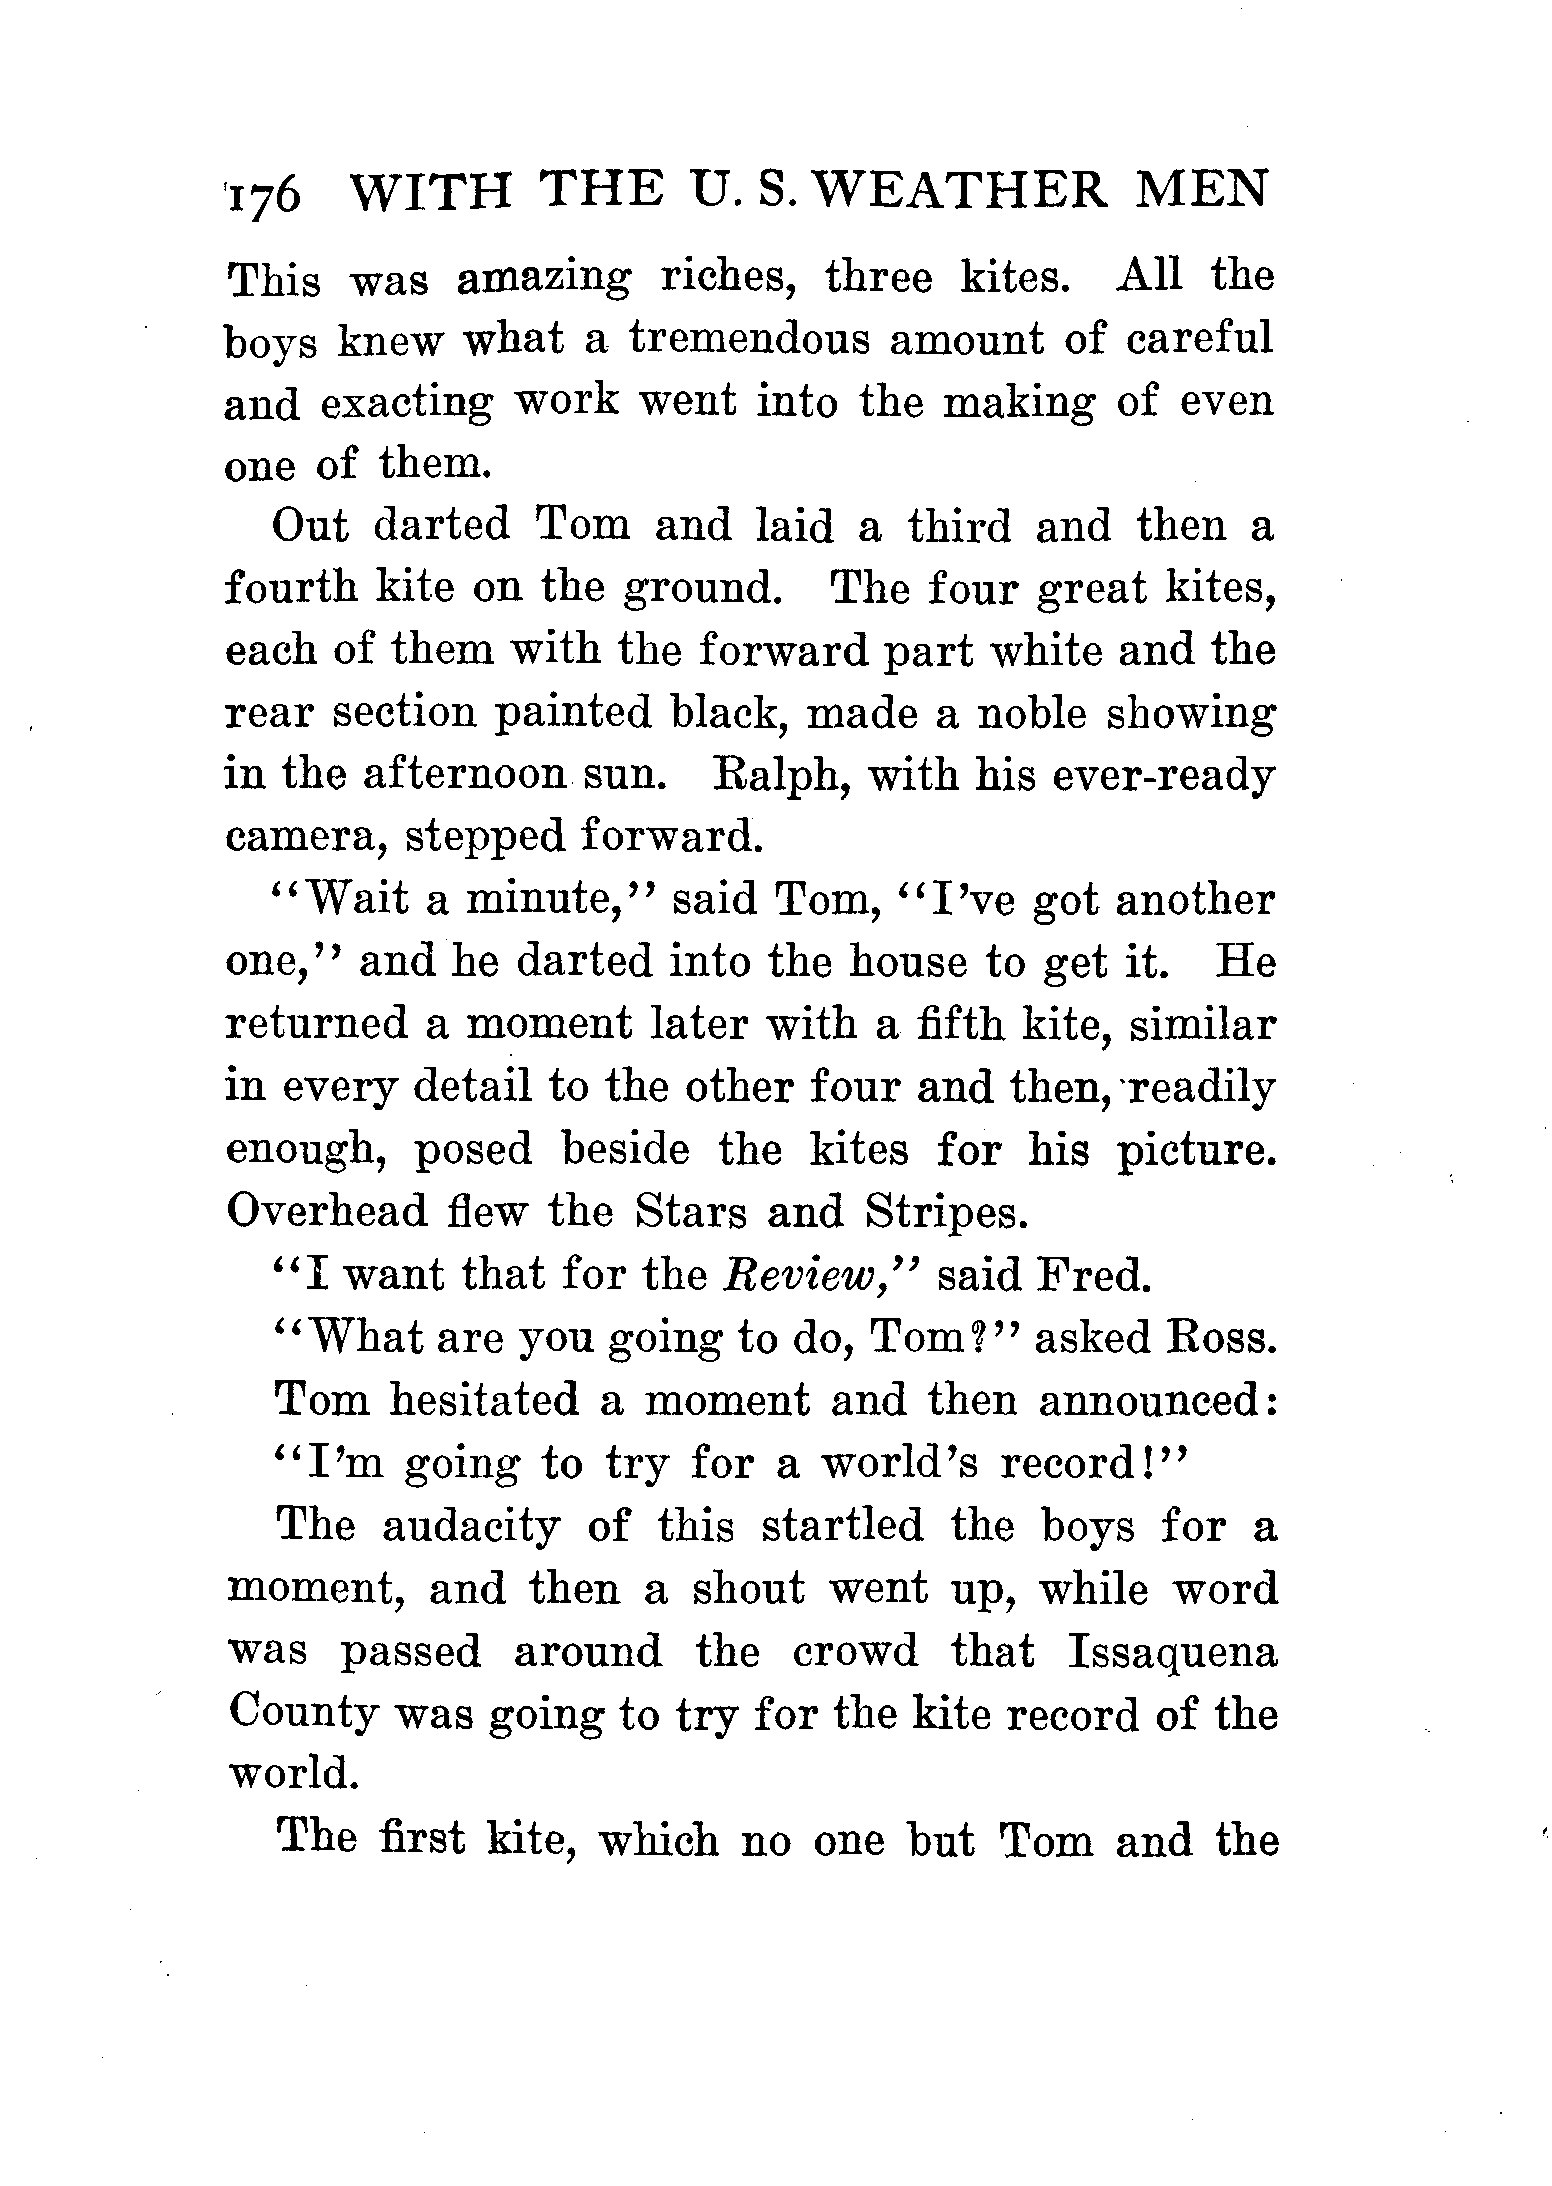 176 WITH THE U. S. WEATHER MEN
This was amazing riches, three kites. All the
boys knew what a tremendous amount of careful
and exacting work went into the making of even
one of them.
Out darted Tom and laid a third and then a
fourth kite on the ground. The four great kites,
each of them with the forward part white and the
rear section painted black, made a noble showing
in the afternoon sun. Ralph, with his ever-ready
camera, stepped forward.
“Wait a minute,” said Tom, “I’ve got another
one,” and he darted into the house to get it. He
returned a moment later with a fifth kite, similar
in every detail to the other four and then, readily
enough, posed beside the kites for his picture.
Overhead flew the Stars and Stripes.
“I want that for the Review,” said Fred.
“What are you going to do, Tom?” asked Ross.
Tom hesitated a moment and then announced:
“I’m going to try for a world’s record!”
The audacity of this startled the boys for a
moment, and then a shout went up, while word
was passed around the crowd that Issaquena
County was going to try for the kite record of the
world.
The first kite, which no one but Tom and the